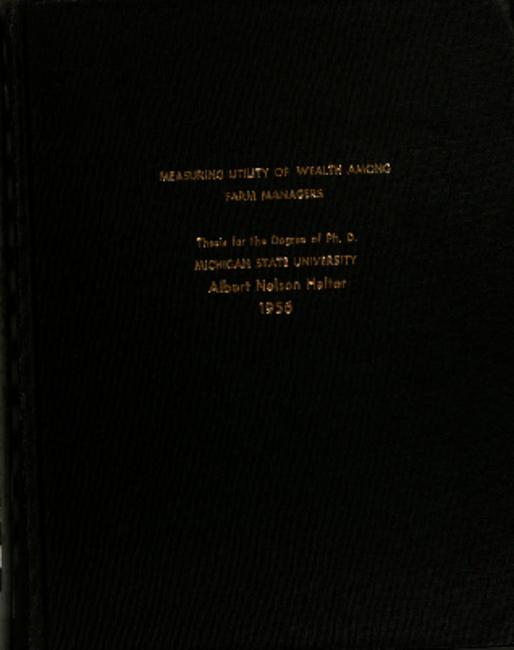 MEASURING UTILITY OF WEALTH AMONG
FARM MANAGERS
Thesis for the Degree of Ph. D.
MICHIGAN STATE UNIVERSITY
Albert Nelson Halter
1956